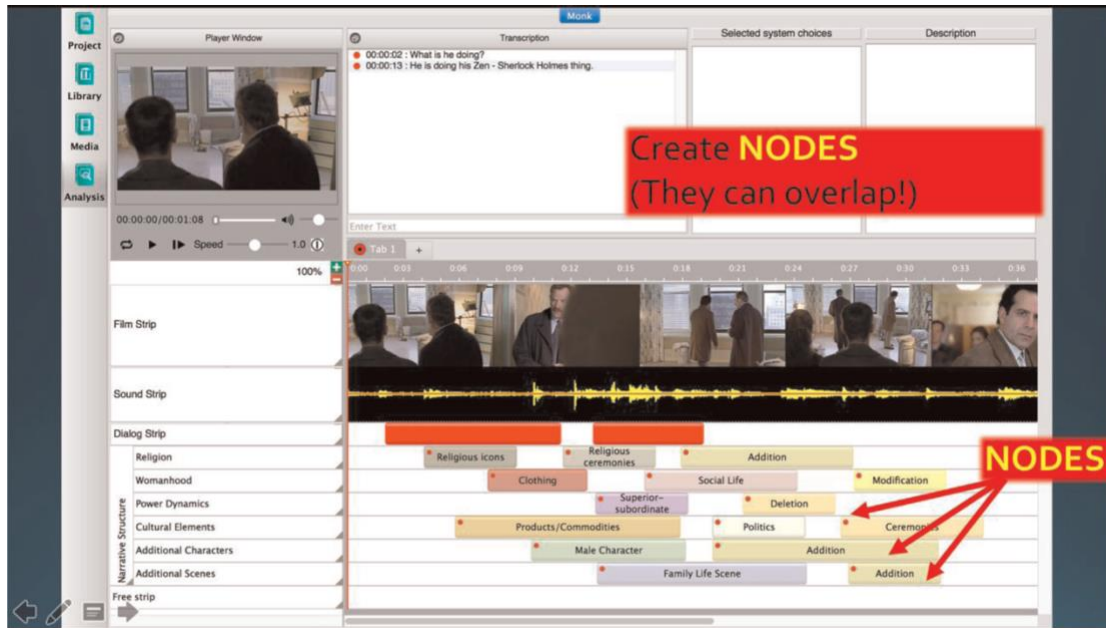 Monk
Project
Library
Media
Analysis
Player Window
00:00:00/00:01:08
Speed
1.0
Transcription
00:00:02 : What is he doing?
00:00:13 : He is doing his Zen - Sherlock Holmes thing.
Enter Text
Selected system choices
Description
Create NODES
(They can overlap!)
Tab 1 +
100%
0:00 0:03 0:06 0:09 0:12 0:15 0:18 0:21 0:24 0:27 0:30 0:33 0:36
Film Strip
Sound Strip
Dialog Strip
Narrative Structure
Religion
Religious icons
Religious
ceremonies
Addition
NODES
Womanhood
Clothing
Social Life
Modification
Power Dynamics
Superior-
subordinate
Deletion
Cultural Elements
Products/Commodities
Politics
Ceremonies
Additional Characters
Male Character
Addition
Additional Scenes
Family Life Scene
Addition
Free strip